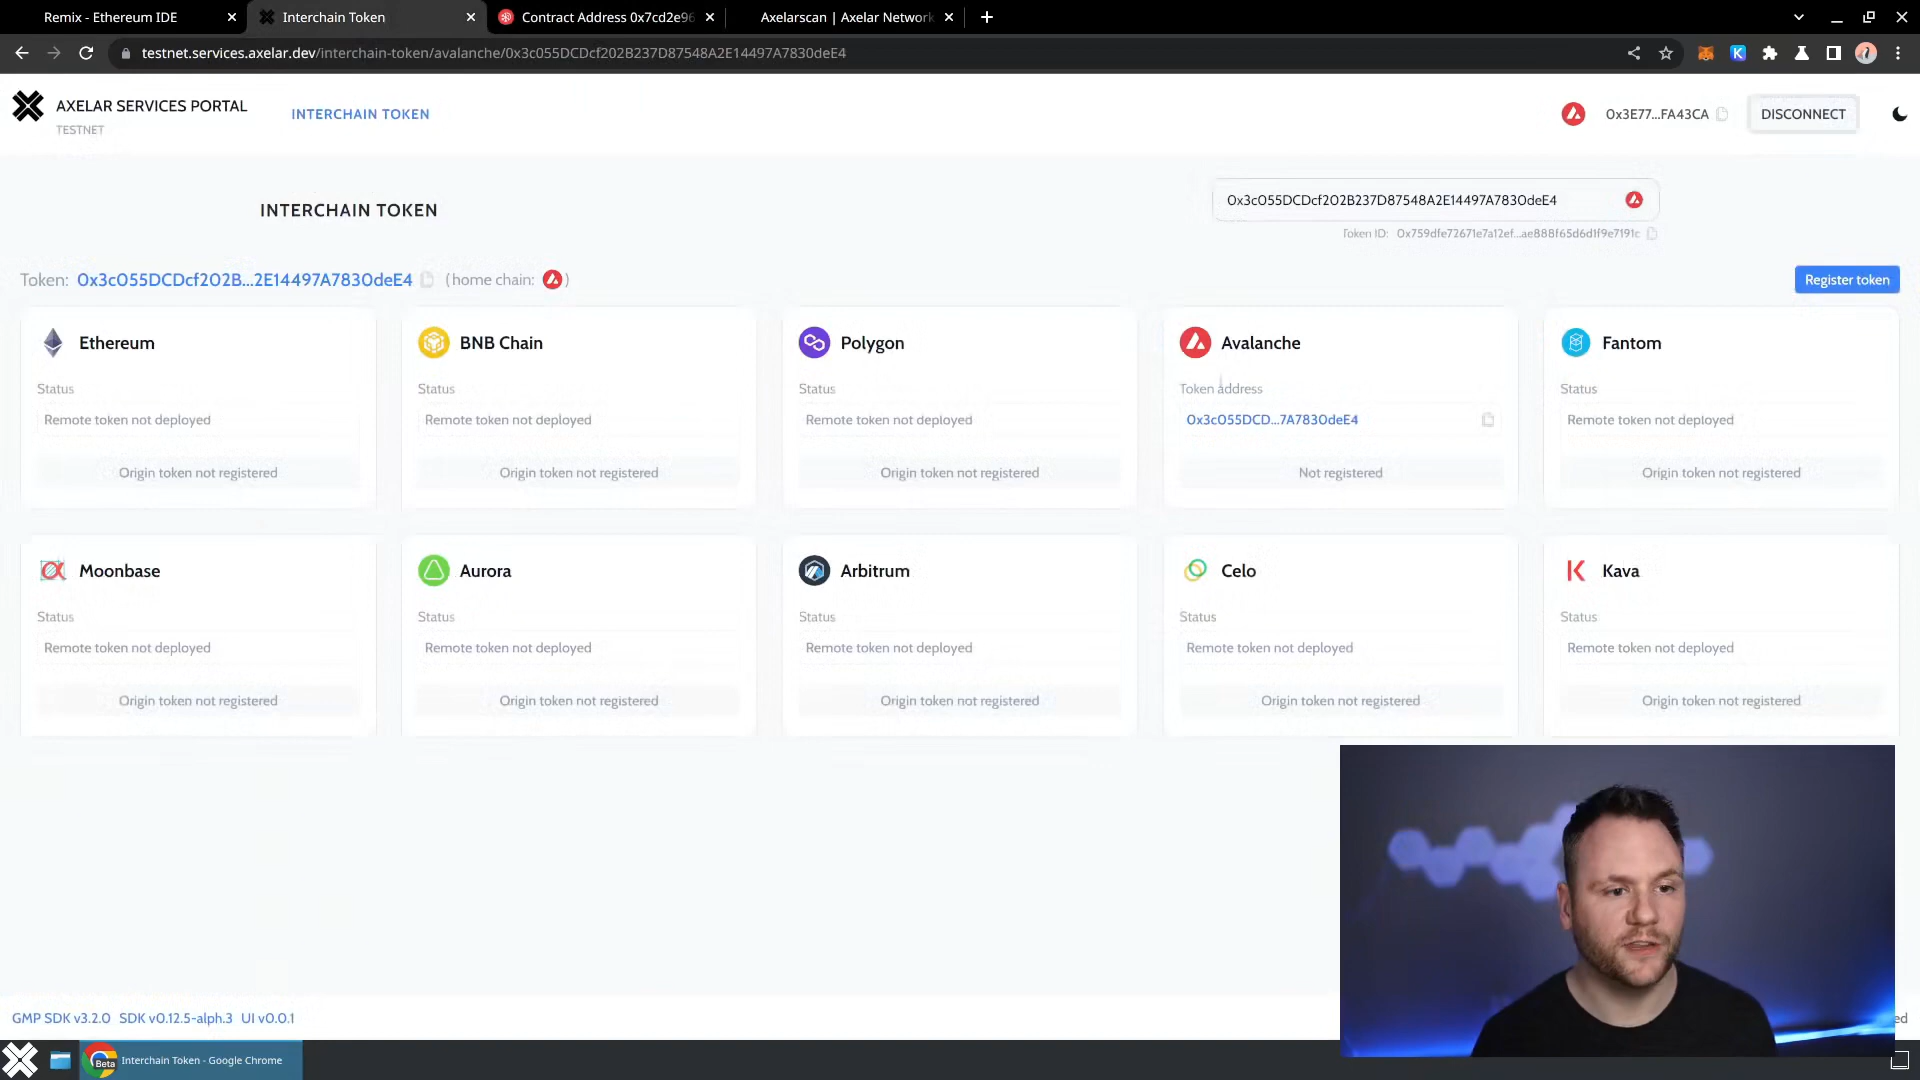 Remix - Ethereum IDE
Interchain Token
Contract Address 0x7cd2e96
Axelarscan | Axelar Network
testnet.services.axelar.dev/interchain-token/avalanche/0x3c055DCDcf202B237D87548A2E14497A7830deE4
AXELAR SERVICES PORTAL
TESTNET
INTERCHAIN TOKEN
0x3E77...FA43CA
DISCONNECT
INTERCHAIN TOKEN
0x3c055DCDcf202B237D87548A2E14497A7830deE4
Token ID: 0x759dfe72671e7a12ef...ae888f65d6d1f9e7191c
Token: 0x3c055DCDcf202B...2E14497A7830deE4 (home chain: )
Register token
Ethereum
Status
Remote token not deployed
Origin token not registered
BNB Chain
Status
Remote token not deployed
Origin token not registered
Polygon
Status
Remote token not deployed
Origin token not registered
Avalanche
Token address
0x3c055DCD...7A7830deE4
Not registered
Fantom
Status
Remote token not deployed
Origin token not registered
Moonbase
Status
Remote token not deployed
Origin token not registered
Aurora
Status
Remote token not deployed
Origin token not registered
Arbitrum
Status
Remote token not deployed
Origin token not registered
Celo
Status
Remote token not deployed
Origin token not registered
Kava
Status
Remote token not deployed
Origin token not registered
GMP SDK v3.2.0 SDK v0.12.5-alph.3 UI v0.0.1
ed
Beta
Interchain Token - Google Chrome